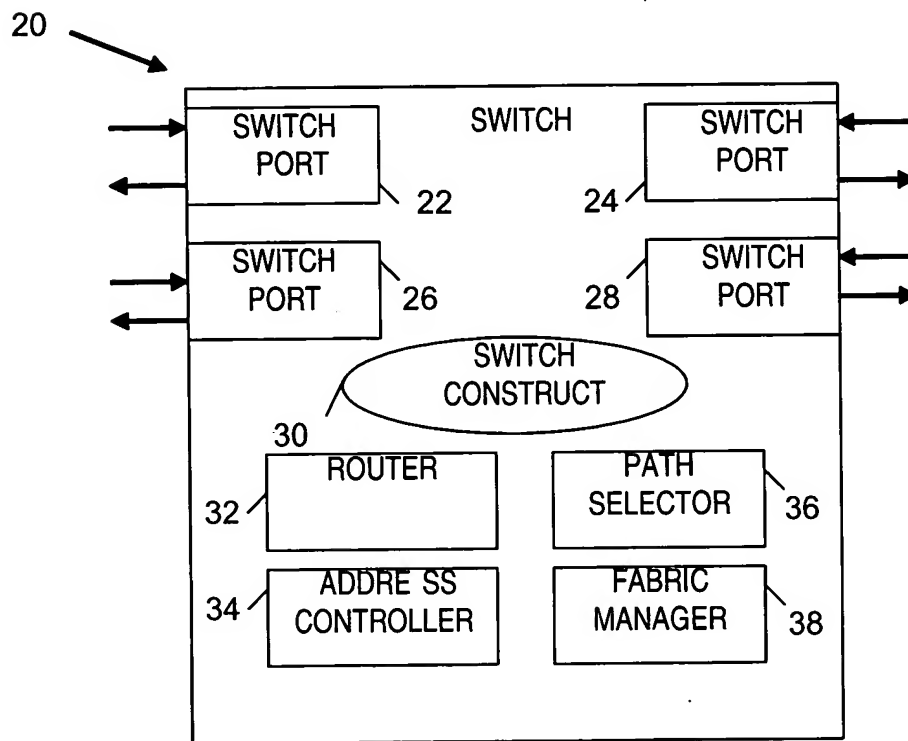 20
SWITCH
PORT
SWITCH
SWITCH
PORT
22
24
SWITCH
PORT
SWITCH
PORT
26
28
SWITCH
CONSTRUCT
30
ROUTER
PATH
SELECTOR
32
36
ADDRE SS
CONTROLLER
FABRIC
MANAGER
34
38